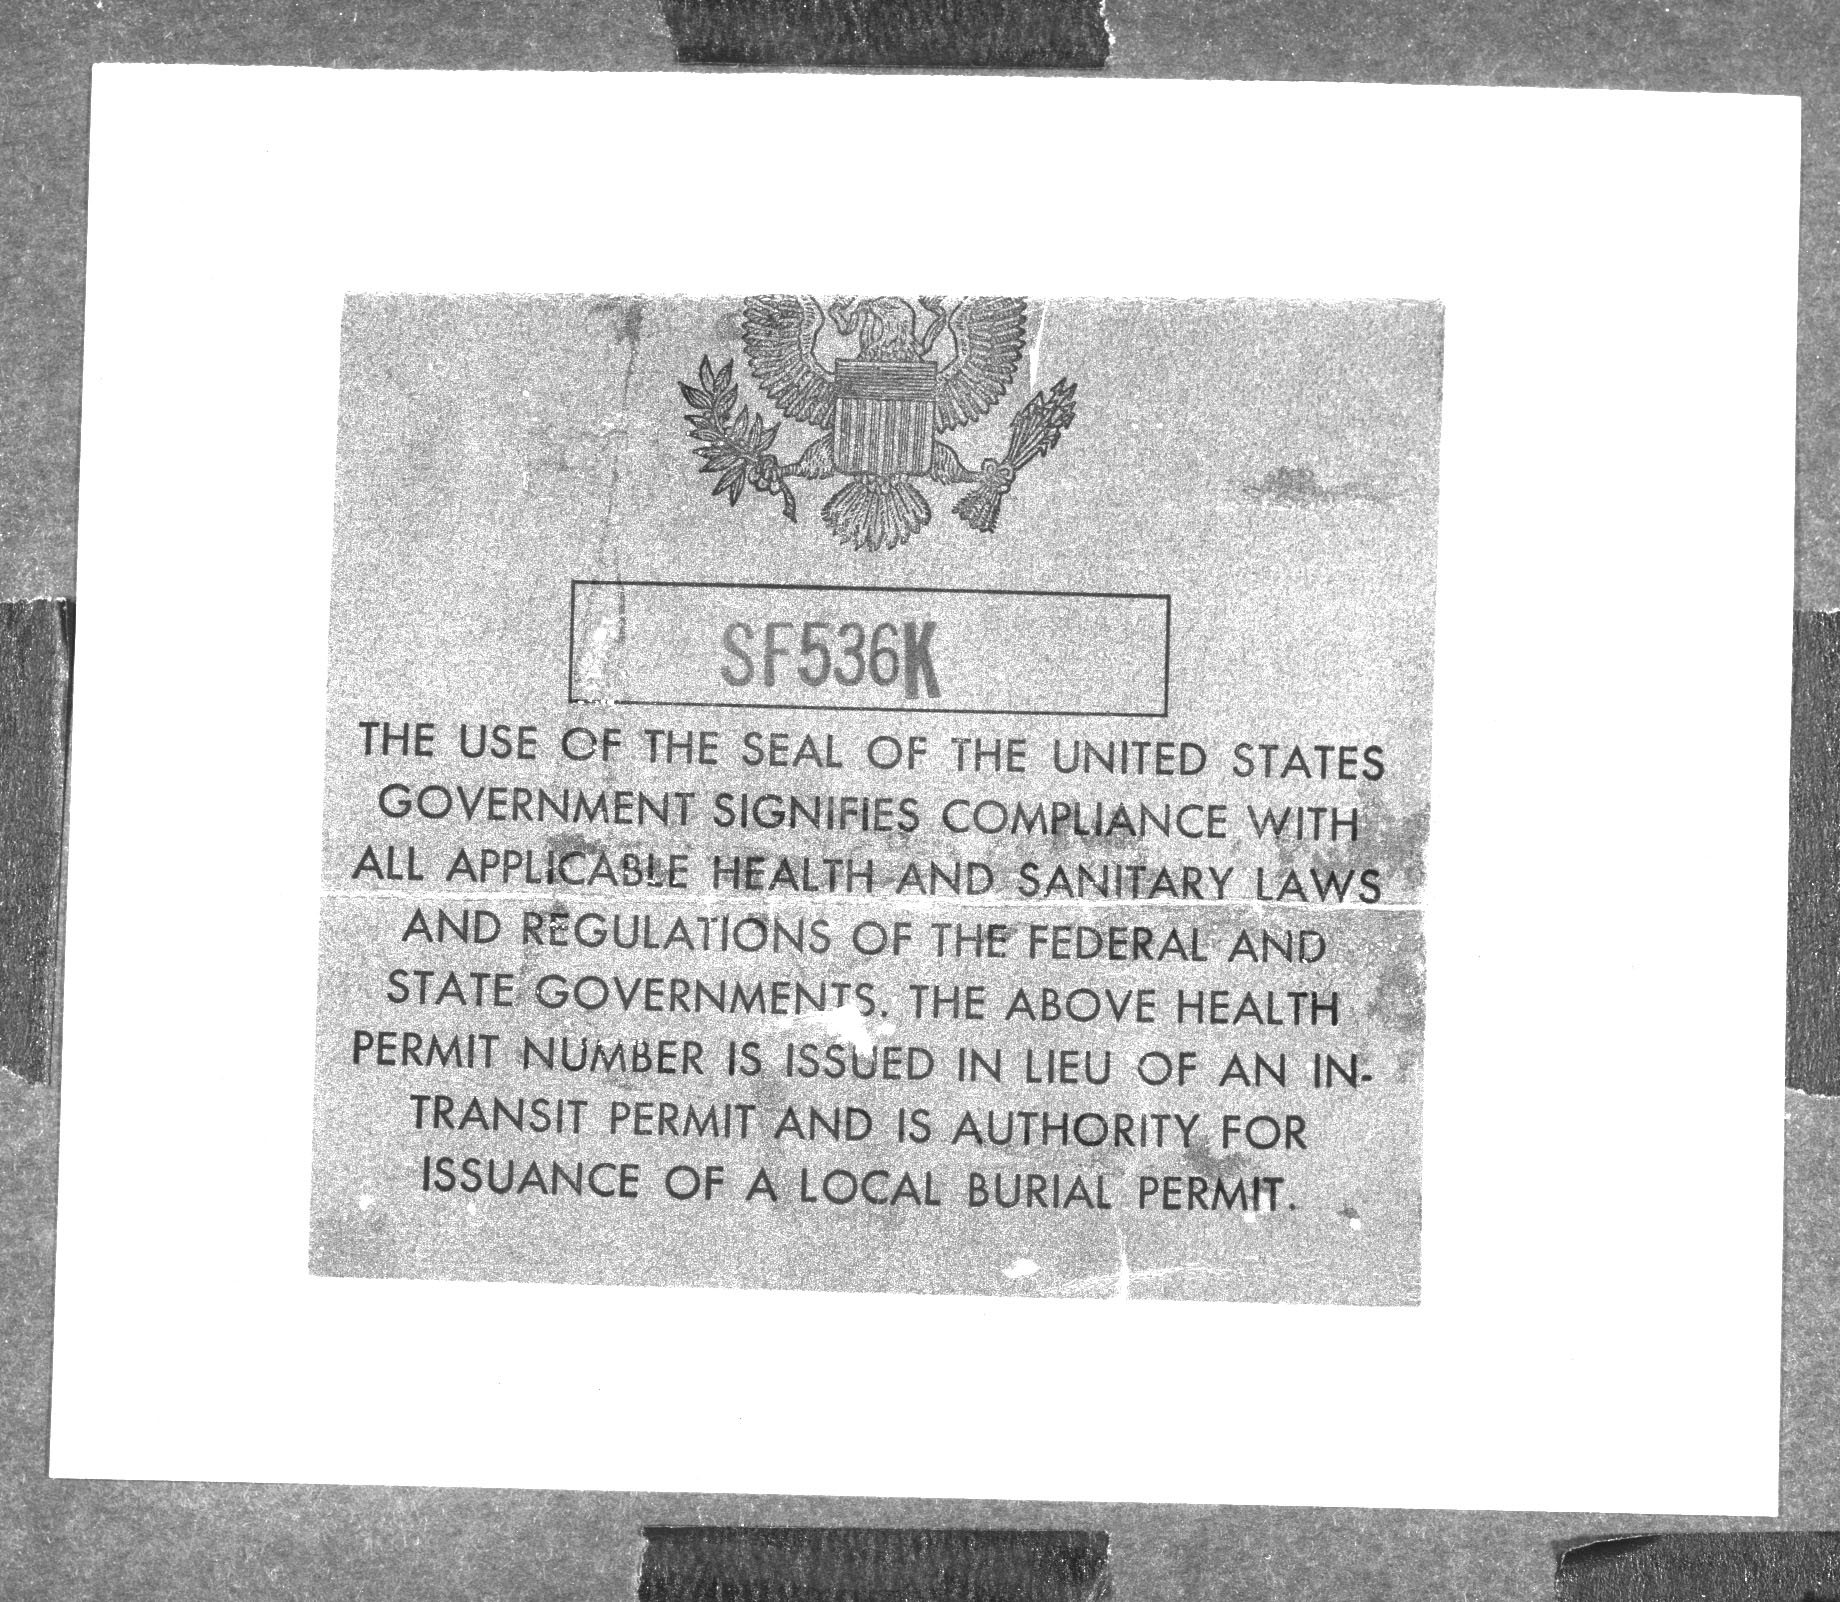 SF536K
THE USE OF THE SEAL OF THE UNITED STATES
GOVERNMENT SIGNIFIES COMPLIANCE WITH
ALL APPLICABLE HEALTH AND SANITARY LAWS
AND REGULATIONS OF THE FEDERAL AND
STATE GOVERNMENTS. THE ABOVE HEALTH
PERMIT NUMBER IS ISSUED IN LIEU OF AN IN-
TRANSIT PERMIT AND IS AUTHORITY FOR
ISSUANCE OF A LOCAL BURIAL PERMIT.